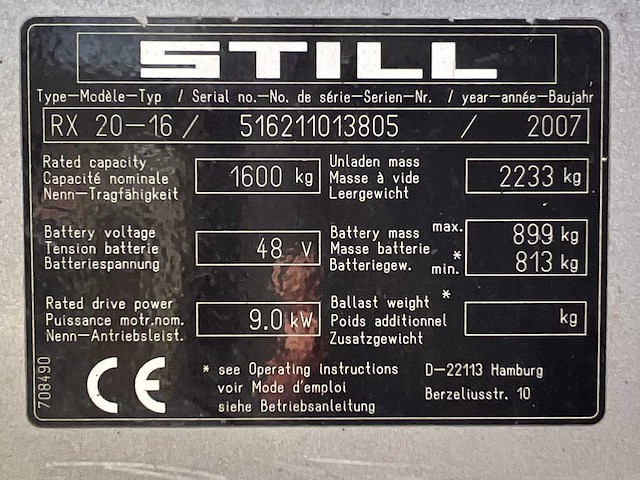 STILL
Type-Modèle-Typ / Serial no.-No. de série-Serien-Nr. / year-année-Baujahr
RX 20-16 / 516211013805 / 2007
Rated capacity
Capacité nominale
Nenn-Tragfähigkeit
1600 kg
Unladen mass
Masse à vide
Leergewicht
2233 kg
Battery voltage
Tension batterie
Batteriespannung
48 V
Battery mass max.
Masse batterie *
Batteriegew. min.
899 kg
813 kg
Rated drive power
Puissance motr.nom.
Nenn-Antriebsleist.
9.0 kW
Ballast weight *
Poids additionnel
Zusatzgewicht
kg
708490
CE
* see Operating instructions
voir Mode d'emploi
siehe Betriebsanleitung
D-22113 Hamburg
Berzeliusstr. 10